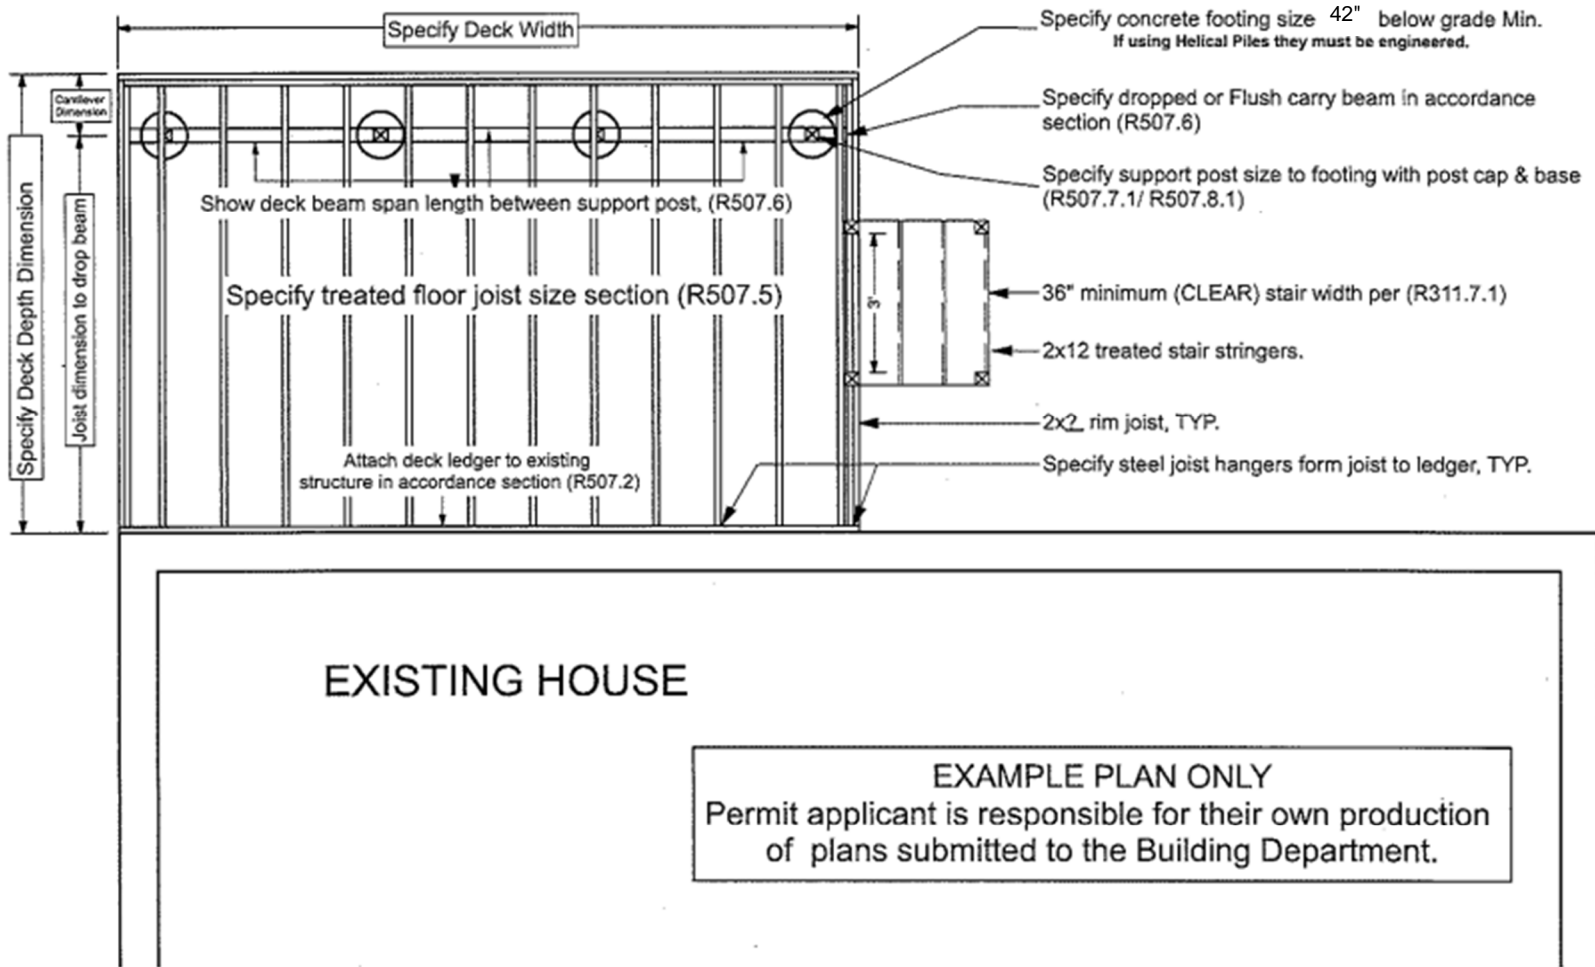 Specify Deck Width
Specify concrete footing size 42" below grade Min.
If using Helical Piles they must be engineered.
Cantilever
Dimension
Specify dropped or Flush carry beam in accordance
section (R507.6)
Specify support post size to footing with post cap & base
(R507.7.1/ R507.8.1)
Show deck beam span length between support post, (R507.6)
Specify Deck Depth Dimension
Joist dimension to drop beam
Specify treated floor joist size section (R507.5)
3'
36" minimum (CLEAR) stair width per (R311.7.1)
2x12 treated stair stringers.
2x? rim joist, TYP.
Attach deck ledger to existing
structure in accordance section (R507.2)
Specify steel joist hangers form joist to ledger, TYP.
EXISTING HOUSE
EXAMPLE PLAN ONLY
Permit applicant is responsible for their own production
of plans submitted to the Building Department.